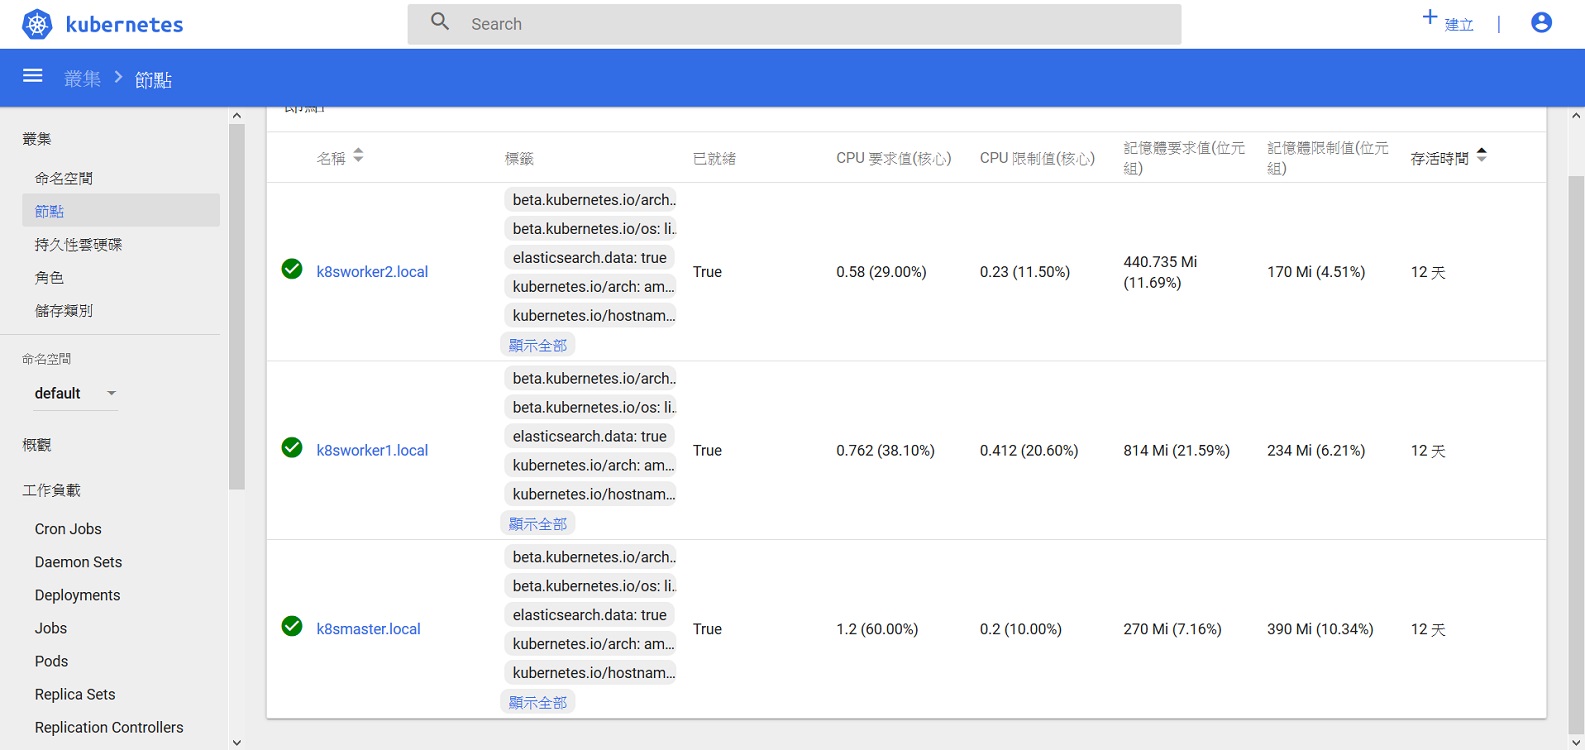 kubernetes
Search
建立
叢集 > 節點
叢集
命名空間
節點
持久性雲硬碟
角色
儲存類別
命名空間
default
概觀
工作負載
Cron Jobs
Daemon Sets
Deployments
Jobs
Pods
Replica Sets
Replication Controllers
節點
名稱 標籤 已就緒 CPU 要求值(核心) CPU 限制值(核心) 記憶體要求值(位元組) 記憶體限制值(位元組) 存活時間
beta.kubernetes.io/arch..
beta.kubernetes.io/os: li..
elasticsearch.data: true
kubernetes.io/arch: am...
kubernetes.io/hostnam...
顯示全部
k8sworker2.local True 0.58 (29.00%) 0.23 (11.50%) 440.735 Mi (11.69%) 170 Mi (4.51%) 12 天
beta.kubernetes.io/arch..
beta.kubernetes.io/os: li..
elasticsearch.data: true
kubernetes.io/arch: am...
kubernetes.io/hostnam...
顯示全部
k8sworker1.local True 0.762 (38.10%) 0.412 (20.60%) 814 Mi (21.59%) 234 Mi (6.21%) 12 天
beta.kubernetes.io/arch..
beta.kubernetes.io/os: li..
elasticsearch.data: true
kubernetes.io/arch: am...
kubernetes.io/hostnam...
顯示全部
k8smaster.local True 1.2 (60.00%) 0.2 (10.00%) 270 Mi (7.16%) 390 Mi (10.34%) 12 天